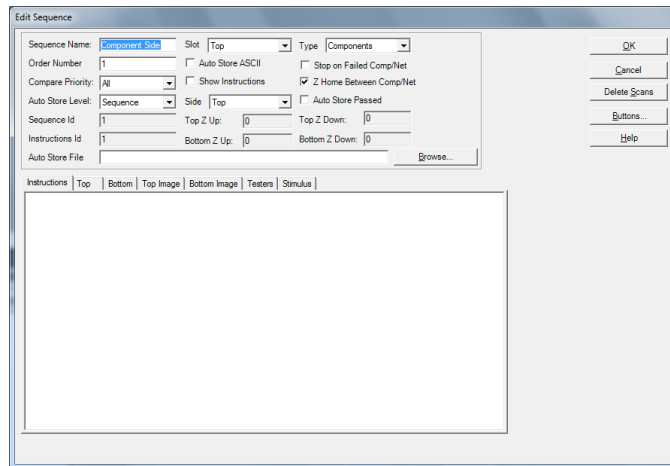 Edit Sequence
Sequence Name: Component Side Slot Top Type Components
Order Number 1 Auto Store ASCII Stop on Failed Comp/Net
Compare Priority: All Show Instructions Z Home Between Comp/Net
Auto Store Level: Sequence Side Top Auto Store Passed
Sequence Id 1 Top Z Up: 0 Top Z Down: 0
Instructions Id 1 Bottom Z Up: 0 Bottom Z Down: 0
Auto Store File Browse...
OK
Cancel
Delete Scans
Buttons...
Help
Instructions Top Bottom Top Image Bottom Image Testers Stimulus